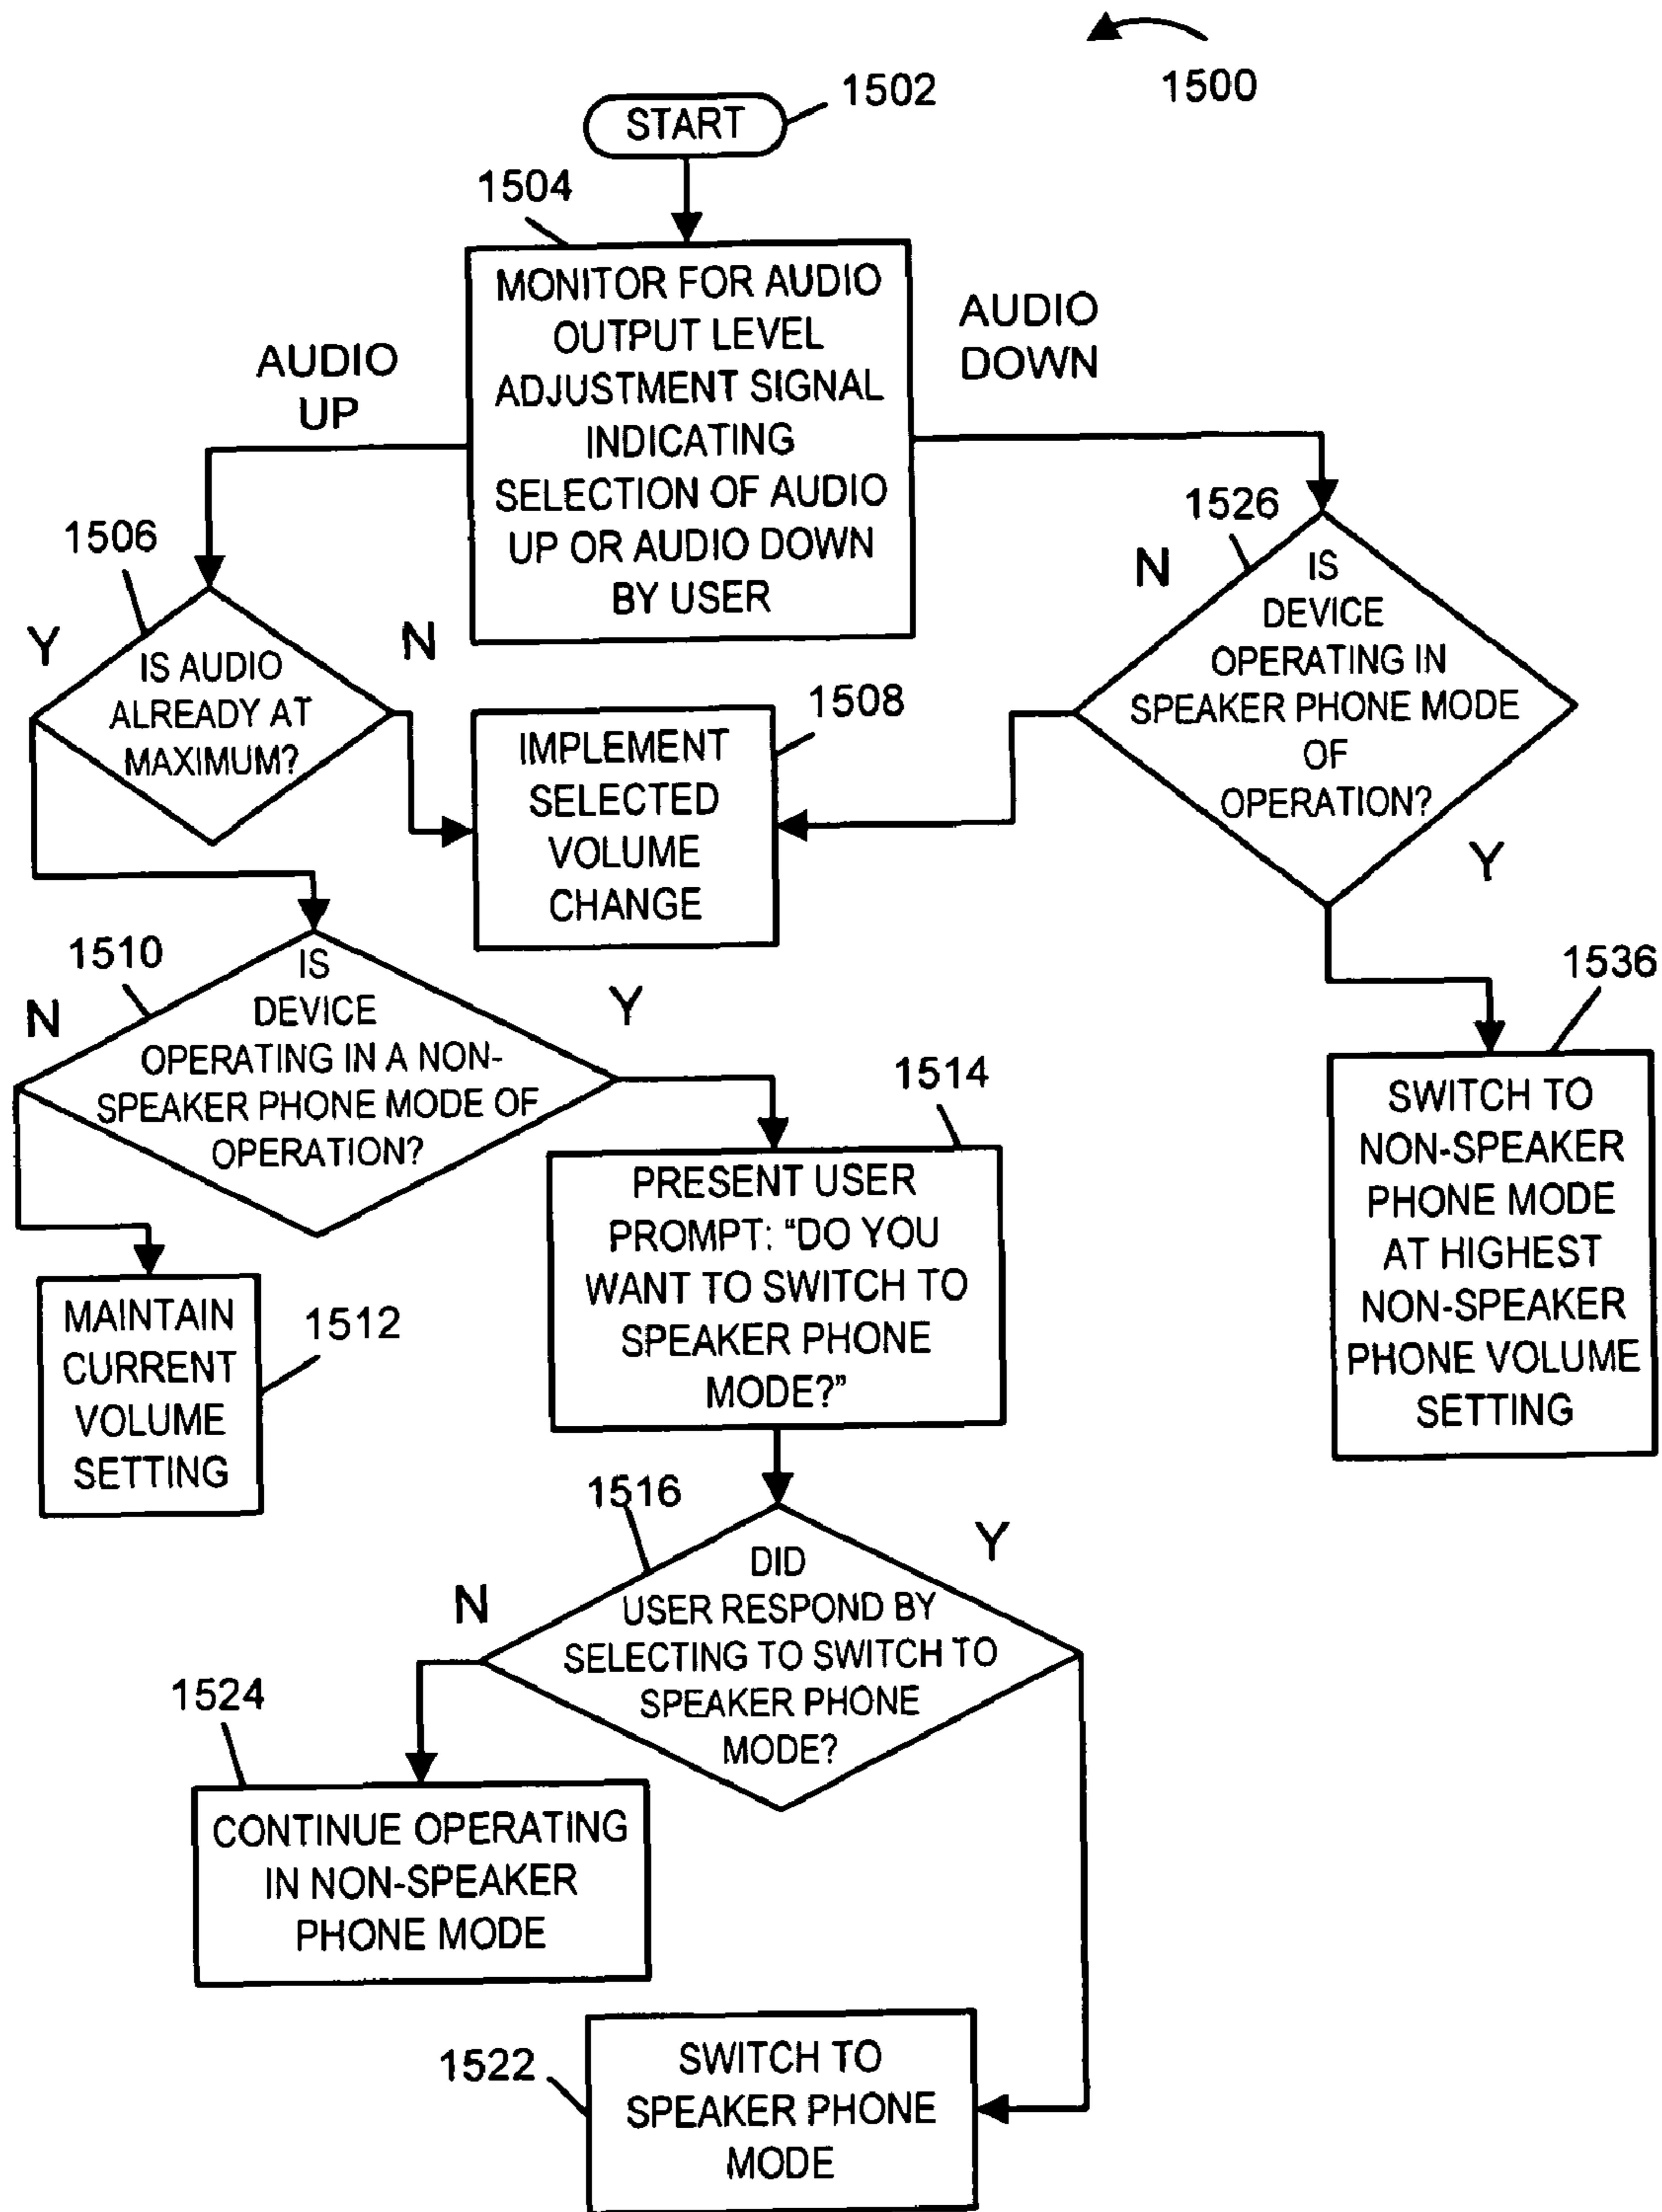 1500
1502
START
1504
MONITOR FOR AUDIO
OUTPUT LEVEL
ADJUSTMENT SIGNAL
INDICATING
SELECTION OF AUDIO
UP OR AUDIO DOWN
BY USER
AUDIO
UP
AUDIO
DOWN
1506
Y
N
IS AUDIO
ALREADY AT
MAXIMUM?
1508
IMPLEMENT
SELECTED
VOLUME
CHANGE
1526
N
IS
DEVICE
OPERATING IN
SPEAKER PHONE MODE
OF
OPERATION?
Y
1510
N
IS
DEVICE
OPERATING IN A NON-
SPEAKER PHONE MODE OF
OPERATION?
Y
1536
SWITCH TO
NON-SPEAKER
PHONE MODE
AT HIGHEST
NON-SPEAKER
PHONE VOLUME
SETTING
1514
PRESENT USER
PROMPT: “DO YOU
WANT TO SWITCH TO
SPEAKER PHONE
MODE?”
1512
MAINTAIN
CURRENT
VOLUME
SETTING
1516
N
Y
DID
USER RESPOND BY
SELECTING TO SWITCH TO
SPEAKER PHONE
MODE?
1524
CONTINUE OPERATING
IN NON-SPEAKER
PHONE MODE
1522
SWITCH TO
SPEAKER PHONE
MODE